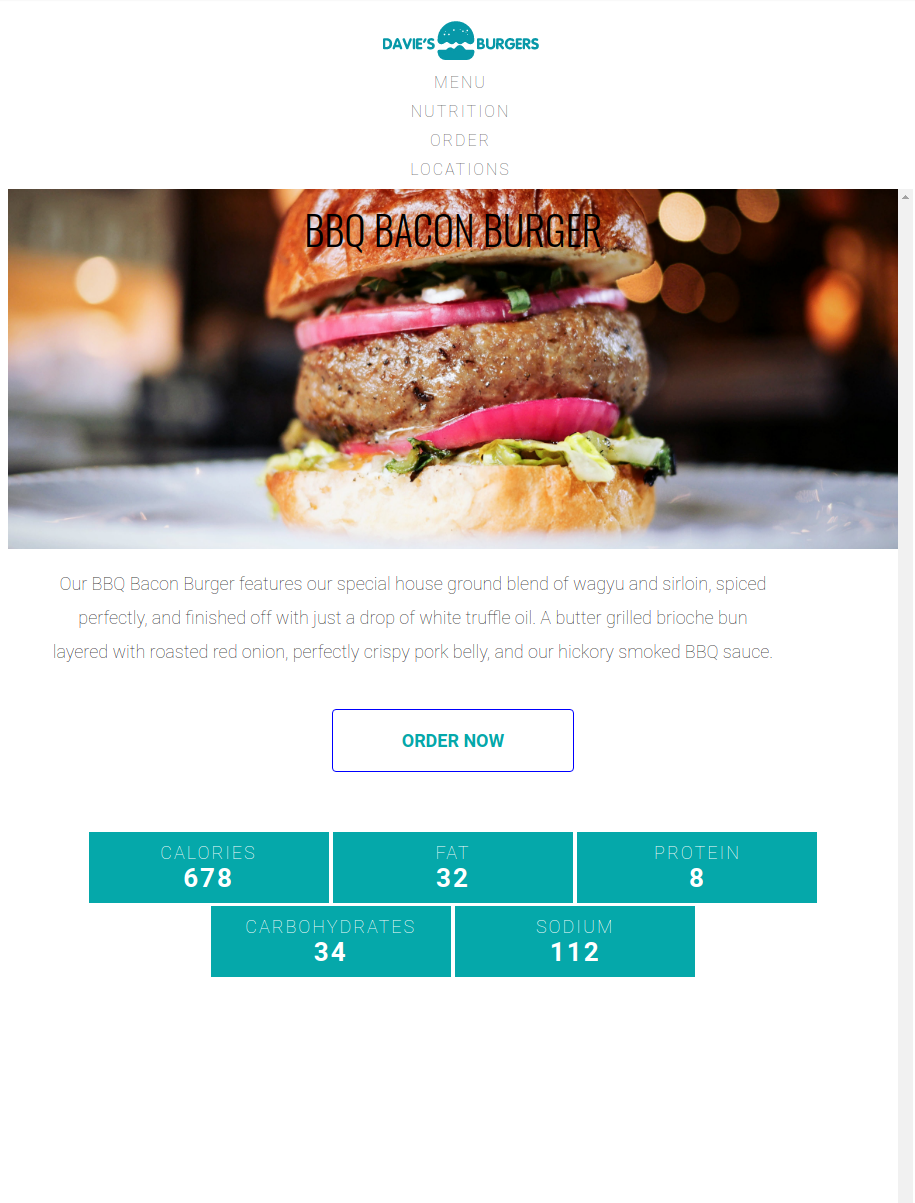 DAVIE'S BURGERS
MENU
NUTRITION
ORDER
LOCATIONS
BBQ BACON BURGER
Our BBQ Bacon Burger features our special house ground blend of wagyu and sirloin, spiced
perfectly, and finished off with just a drop of white truffle oil. A butter grilled brioche bun
layered with roasted red onion, perfectly crispy pork belly, and our hickory smoked BBQ sauce.
ORDER NOW
CALORIES FAT PROTEIN
678 32 8
CARBOHYDRATES SODIUM
34 112